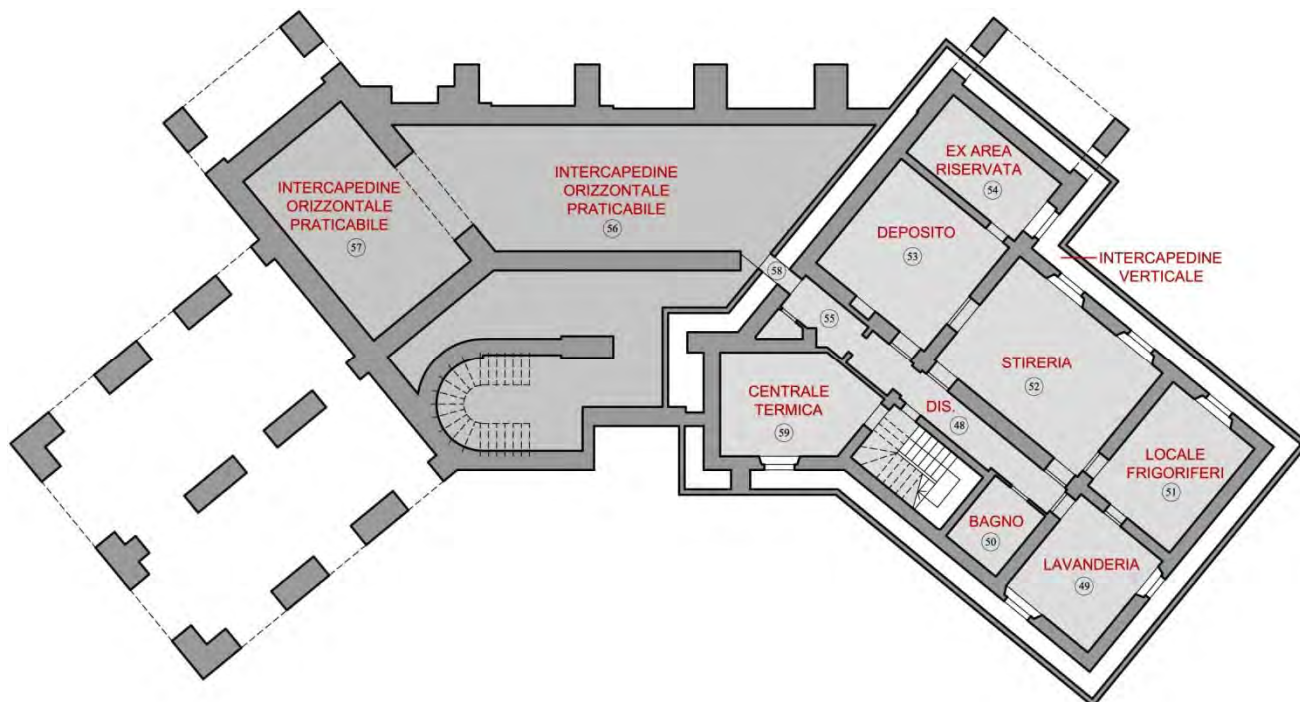 EX AREA
RISERVATA
54
INTERCAPEDINE
ORIZZONTALE
PRATICABILE
56
INTERCAPEDINE
ORIZZONTALE
PRATICABILE
57
DEPOSITO
53
INTERCAPEDINE
VERTICALE
58
55
STIRERIA
52
CENTRALE
TERMICA
59
DIS.
48
LOCALE
FRIGORIFERI
51
BAGNO
50
LAVANDERIA
49